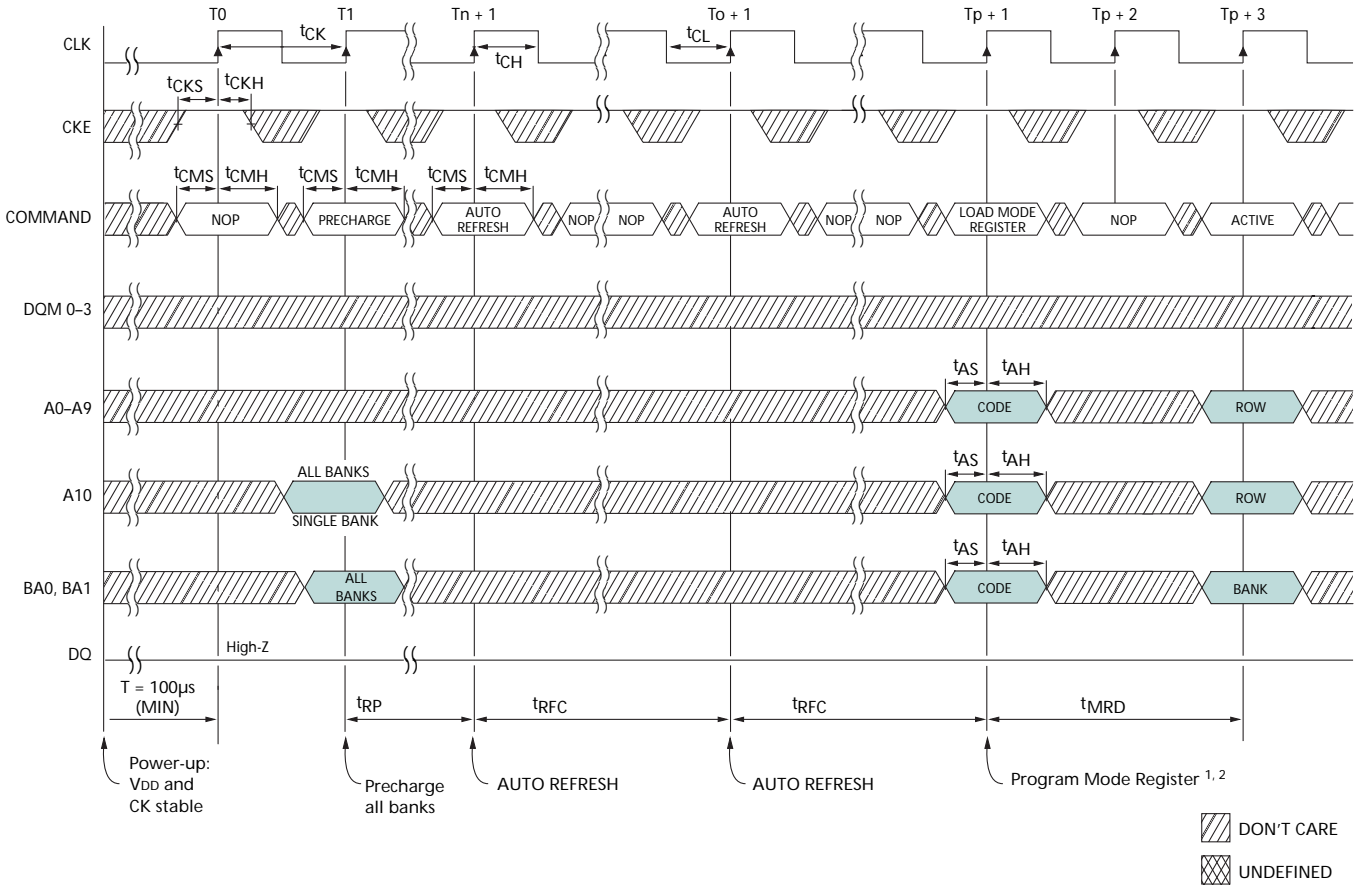 T0 T1 Tn + 1 To + 1 Tp + 1 Tp + 2 Tp + 3
CLK tCK tCH tCL
tCKS tCKH
CKE
tCMS tCMH tCMS tCMH tCMS tCMH
COMMAND NOP PRECHARGE AUTO REFRESH NOP NOP AUTO REFRESH NOP NOP LOAD MODE REGISTER NOP ACTIVE
DQM 0–3
tAS tAH
A0–A9 CODE ROW
ALL BANKS tAS tAH
A10 CODE ROW
SINGLE BANK
tAS tAH
BA0, BA1 ALL BANKS CODE BANK
DQ High-Z
T = 100µs
(MIN) tRP tRFC tRFC tMRD
Power-up:
VDD and
CK stable
Precharge
all banks
AUTO REFRESH
AUTO REFRESH
Program Mode Register 1, 2
DON'T CARE
UNDEFINED